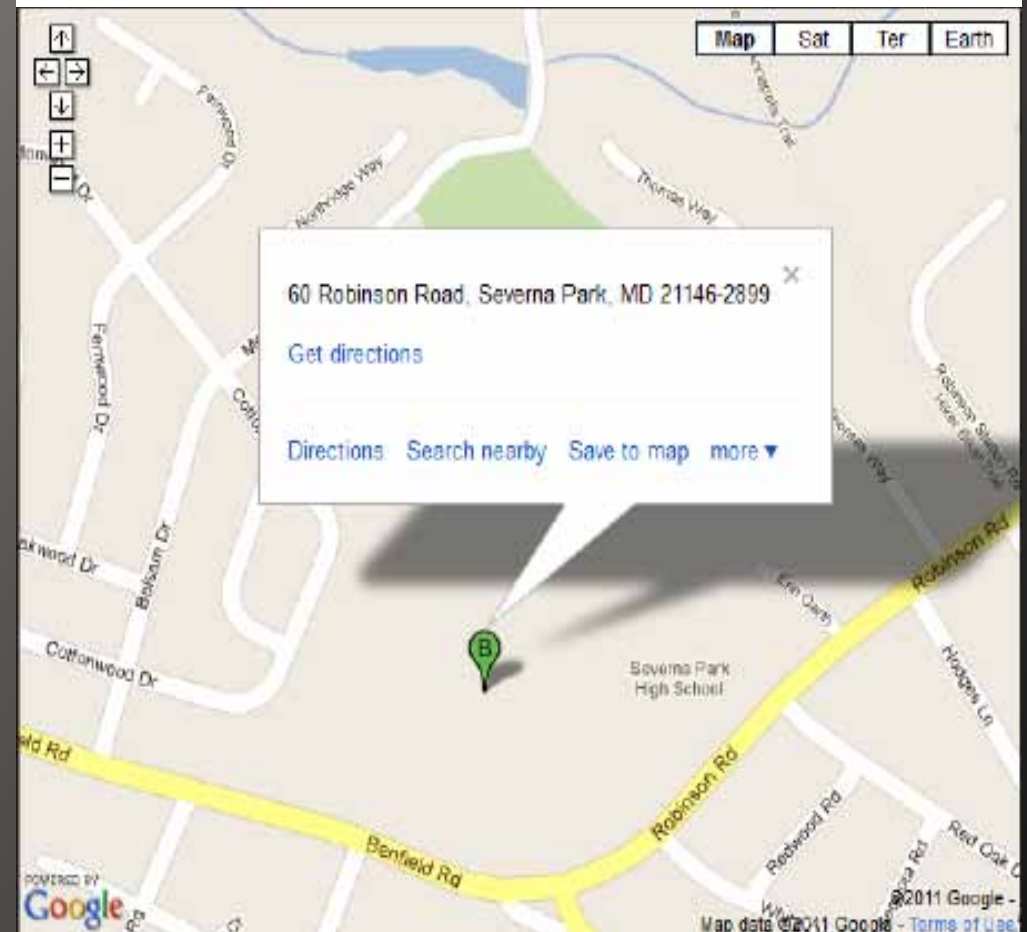 Map Sat Ter Earth
Fernwood Dr
Northridge Way
Thomas Way
60 Robinson Road, Severna Park, MD 21146-2899
Get directions
Directions Search nearby Save to map more ▾
Fernwood Dr
Balsam Dr
Robinson Rd
Erin Garth
Cottonwood Dr
B
Severna Park
High School
Hodges Ln
Benfield Rd
Robinson Rd
Redwood Rd
Red Oak
POWERED BY
Google
©2011 Google -
Map data ©2011 Google - Terms of Use